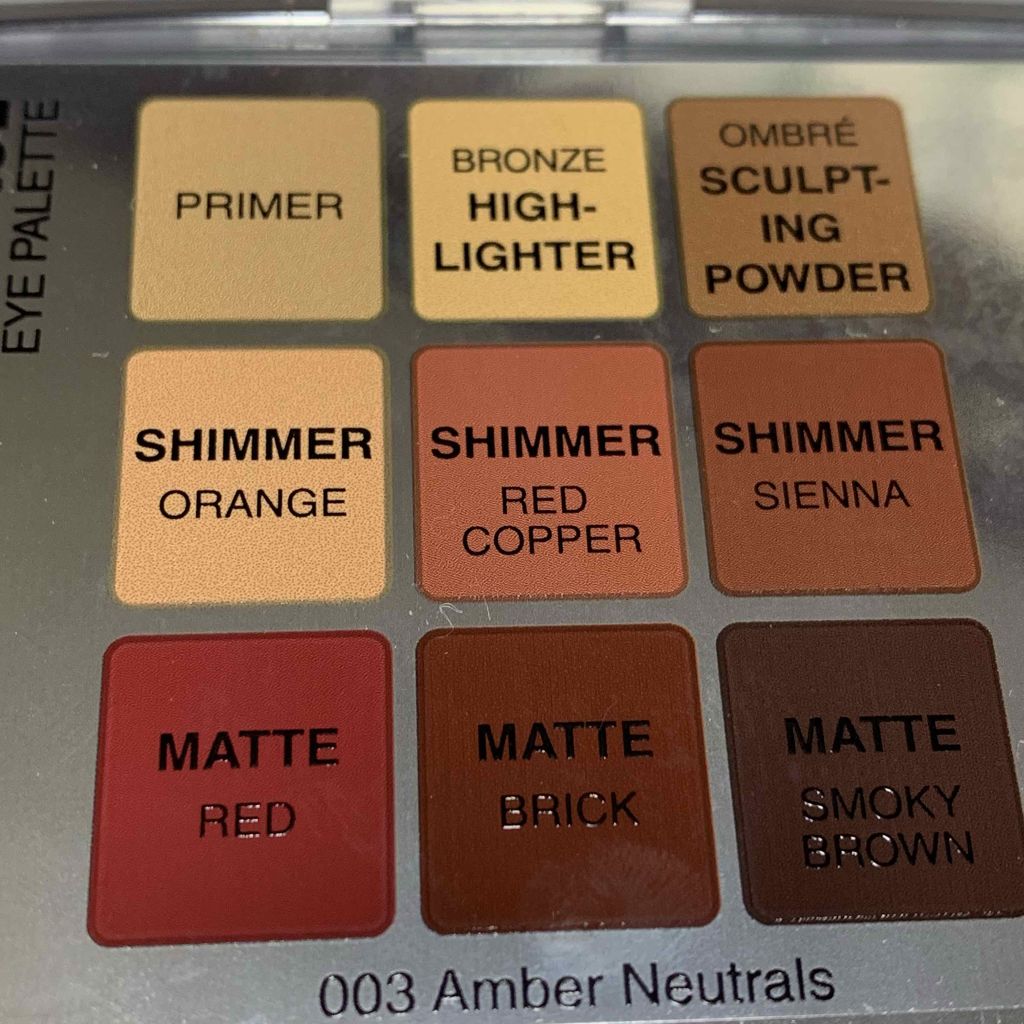 EYE PALETTE
PRIMER
BRONZE
HIGH-
LIGHTER
OMBRÉ
SCULPT-
ING
POWDER
SHIMMER
ORANGE
SHIMMER
RED
COPPER
SHIMMER
SIENNA
MATTE
RED
MATTE
BRICK
MATTE
SMOKY
BROWN
003 Amber Neutrals